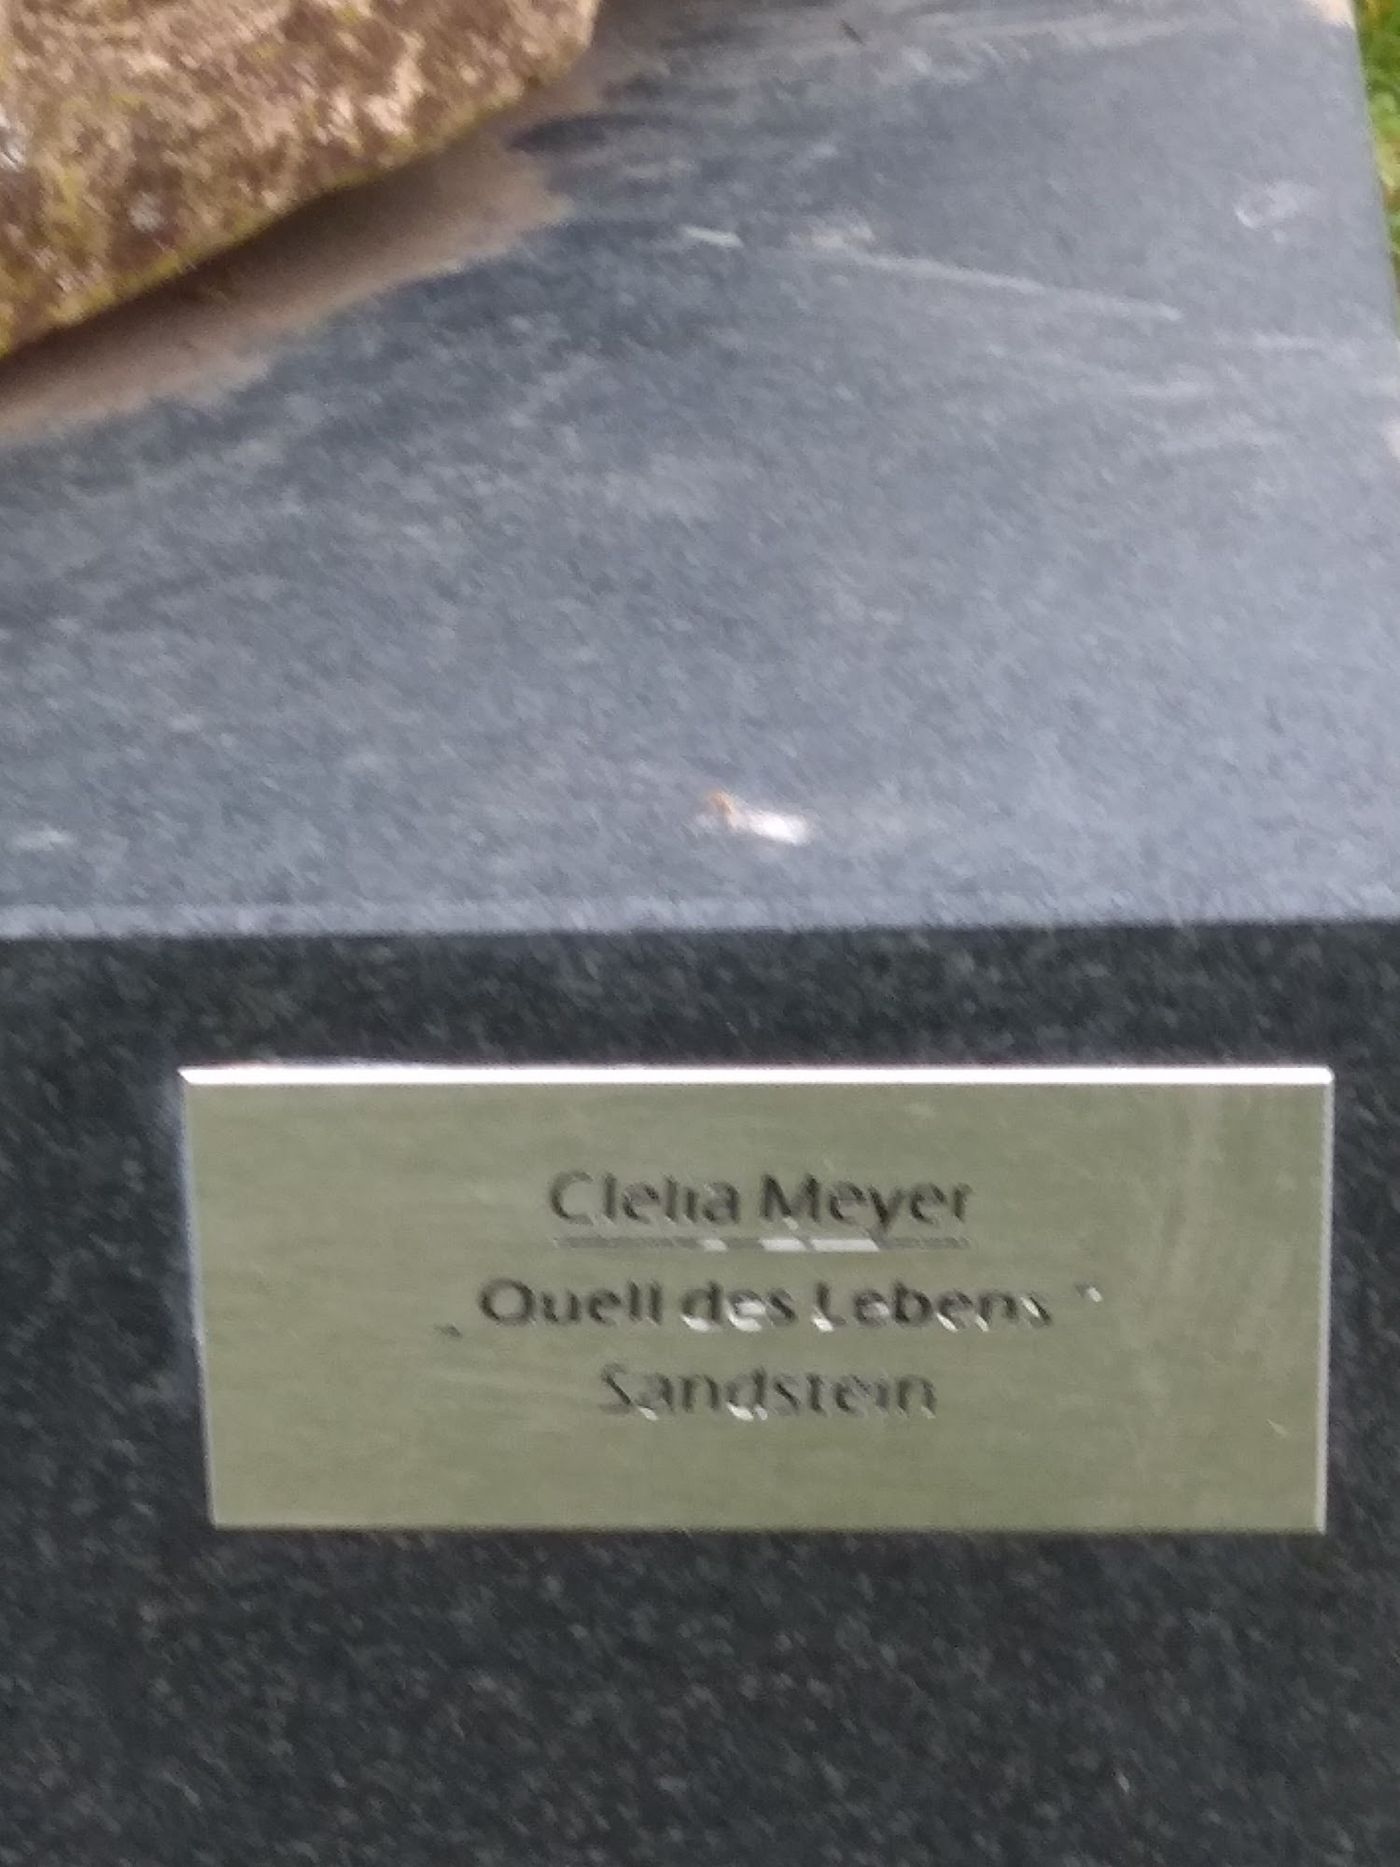 Clelia Meyer
„Quell des Lebens"
Sandstein